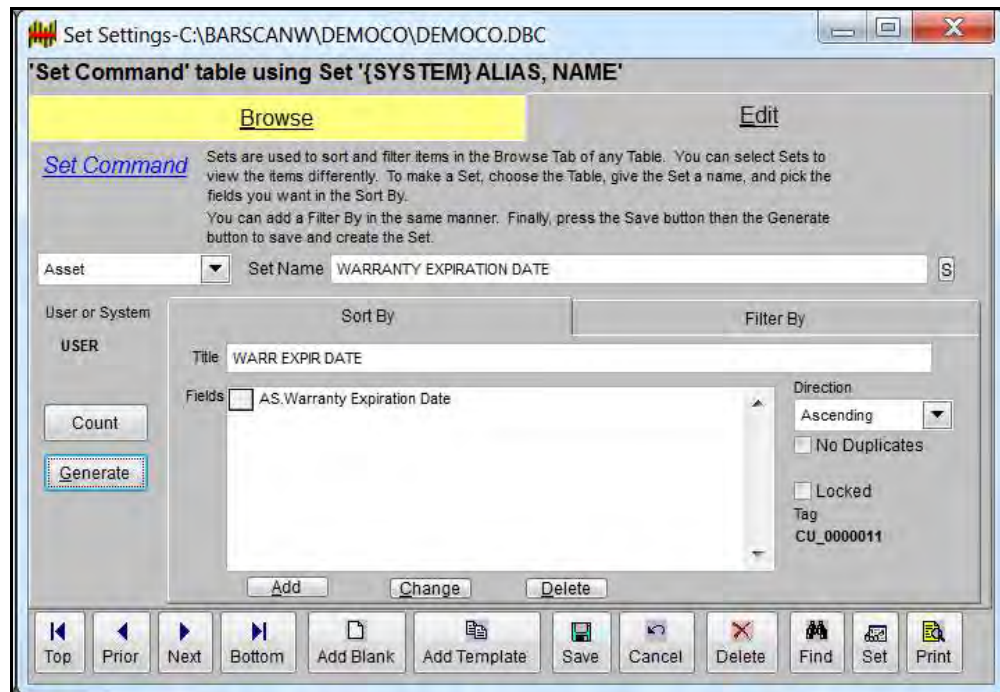 Set Settings-C:\BARSCANW\DEMOCO\DEMOCO.DBC
'Set Command' table using Set '{SYSTEM} ALIAS, NAME'
Browse
Edit
Set Command
Sets are used to sort and filter items in the Browse Tab of any Table. You can select Sets to
view the items differently. To make a Set, choose the Table, give the Set a name, and pick the
fields you want in the Sort By.
You can add a Filter By in the same manner. Finally, press the Save button then the Generate
button to save and create the Set.
Asset
Set Name WARRANTY EXPIRATION DATE
S
User or System
USER
Count
Generate
Sort By
Filter By
Title WARR EXPIR DATE
Fields AS.Warranty Expiration Date
Direction
Ascending
No Duplicates
Locked
Tag
CU_0000011
Add Change Delete
Top Prior Next Bottom Add Blank Add Template Save Cancel Delete Find Set Print